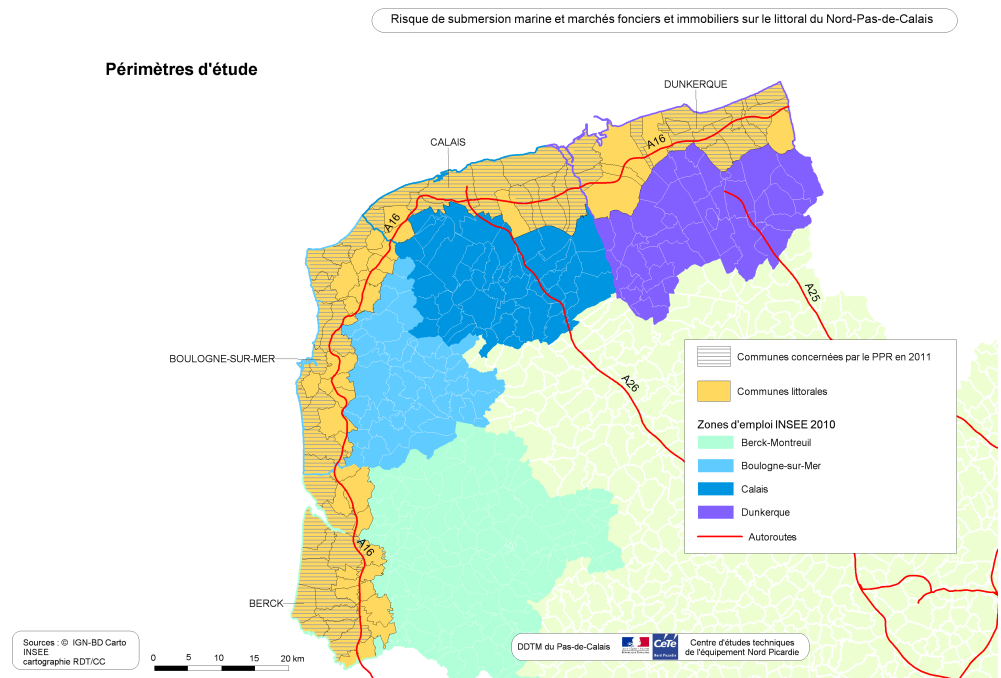 Risque de submersion marine et marchés fonciers et immobiliers sur le littoral du Nord-Pas-de-Calais
Périmètres d'étude
DUNKERQUE
CALAIS
A16
A16
BOULOGNE-SUR-MER
A25
A26
A16
BERCK
Communes concernées par le PPR en 2011
Communes littorales
Zones d'emploi INSEE 2010
Berck-Montreuil
Boulogne-sur-Mer
Calais
Dunkerque
Autoroutes
Sources : © IGN-BD Carto
INSEE
cartographie RDT/CC
0 5 10 15 20 km
DDTM du Pas-de-Calais
CéTé
Nord Picardie
Centre d'études techniques
de l'équipement Nord Picardie